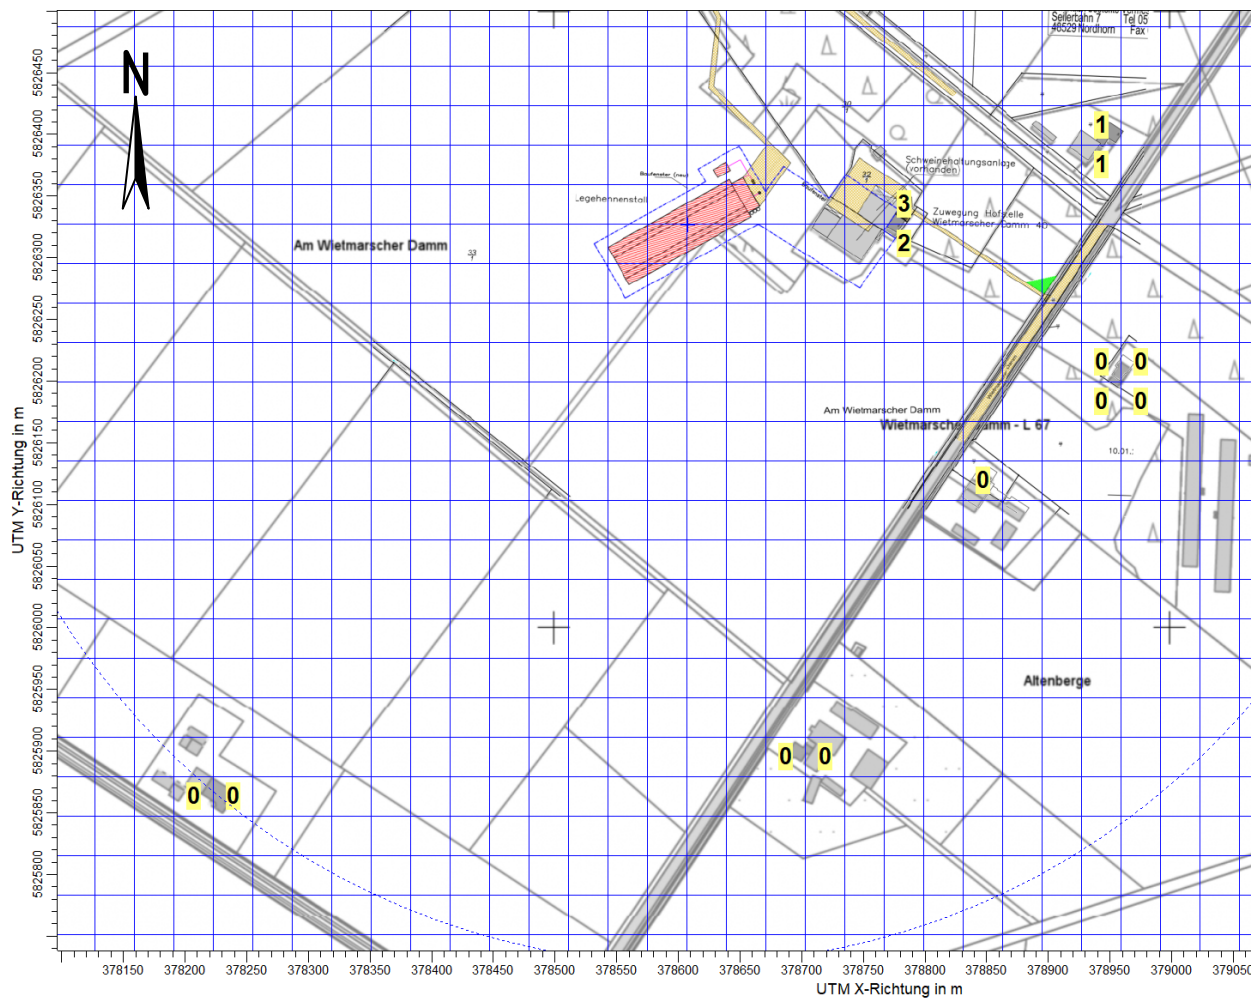 Seilerbahn 7 Tel 05
48529 Nordhorn Fax
N
1
1
Schweinehaltungsanlage
(vorhanden)
Baufenster (neu)
22
Legehennenstall
3
Zuwegung Hofstelle
Wietmarscher Damm 40
2
Am Wietmarscher Damm
33
0 0
0 0
Am Wietmarscher Damm
Wietmarscher Damm - L 67
10.01.
0
Altenberge
0 0
0 0
5826450
5826400
5826350
5826300
5826250
5826200
5826150
5826100
5826050
5826000
5825950
5825900
5825850
5825800
UTM Y-Richtung in m
378150 378200 378250 378300 378350 378400 378450 378500 378550 378600 378650 378700 378750 378800 378850 378900 378950 379000 379050
UTM X-Richtung in m